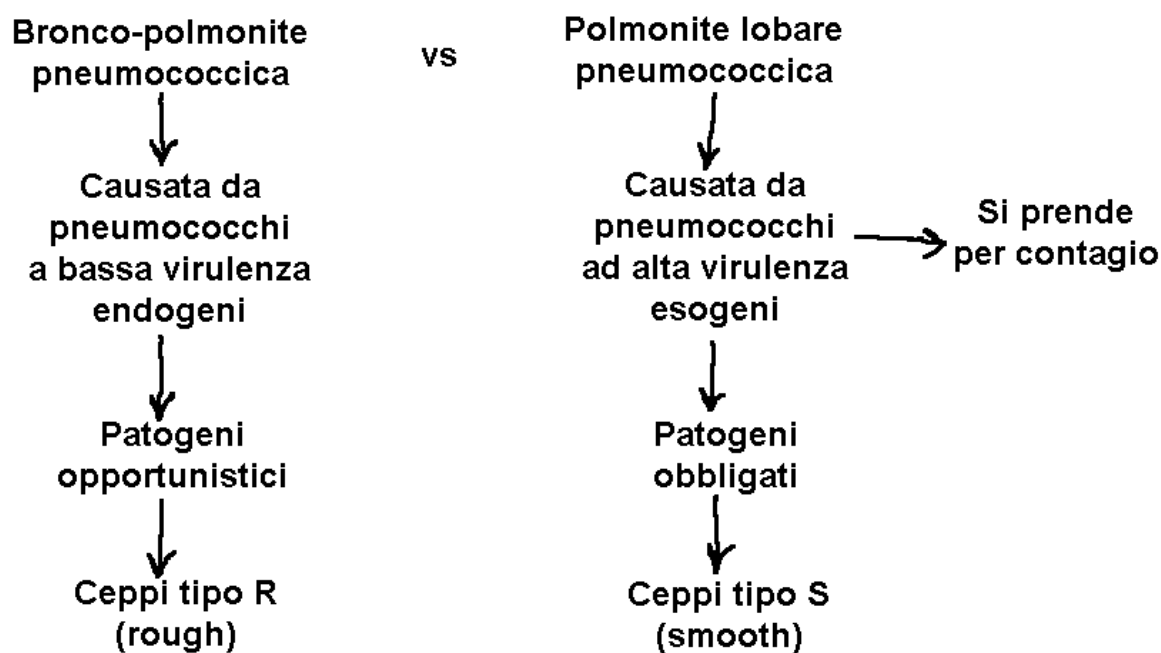 Bronco-polmonite
pneumococcica
vs
Polmonite lobare
pneumococcica
Causata da
pneumococchi
a bassa virulenza
endogeni
Causata da
pneumococchi
ad alta virulenza
esogeni
Si prende
per contagio
Patogeni
opportunistici
Patogeni
obbligati
Ceppi tipo R
(rough)
Ceppi tipo S
(smooth)